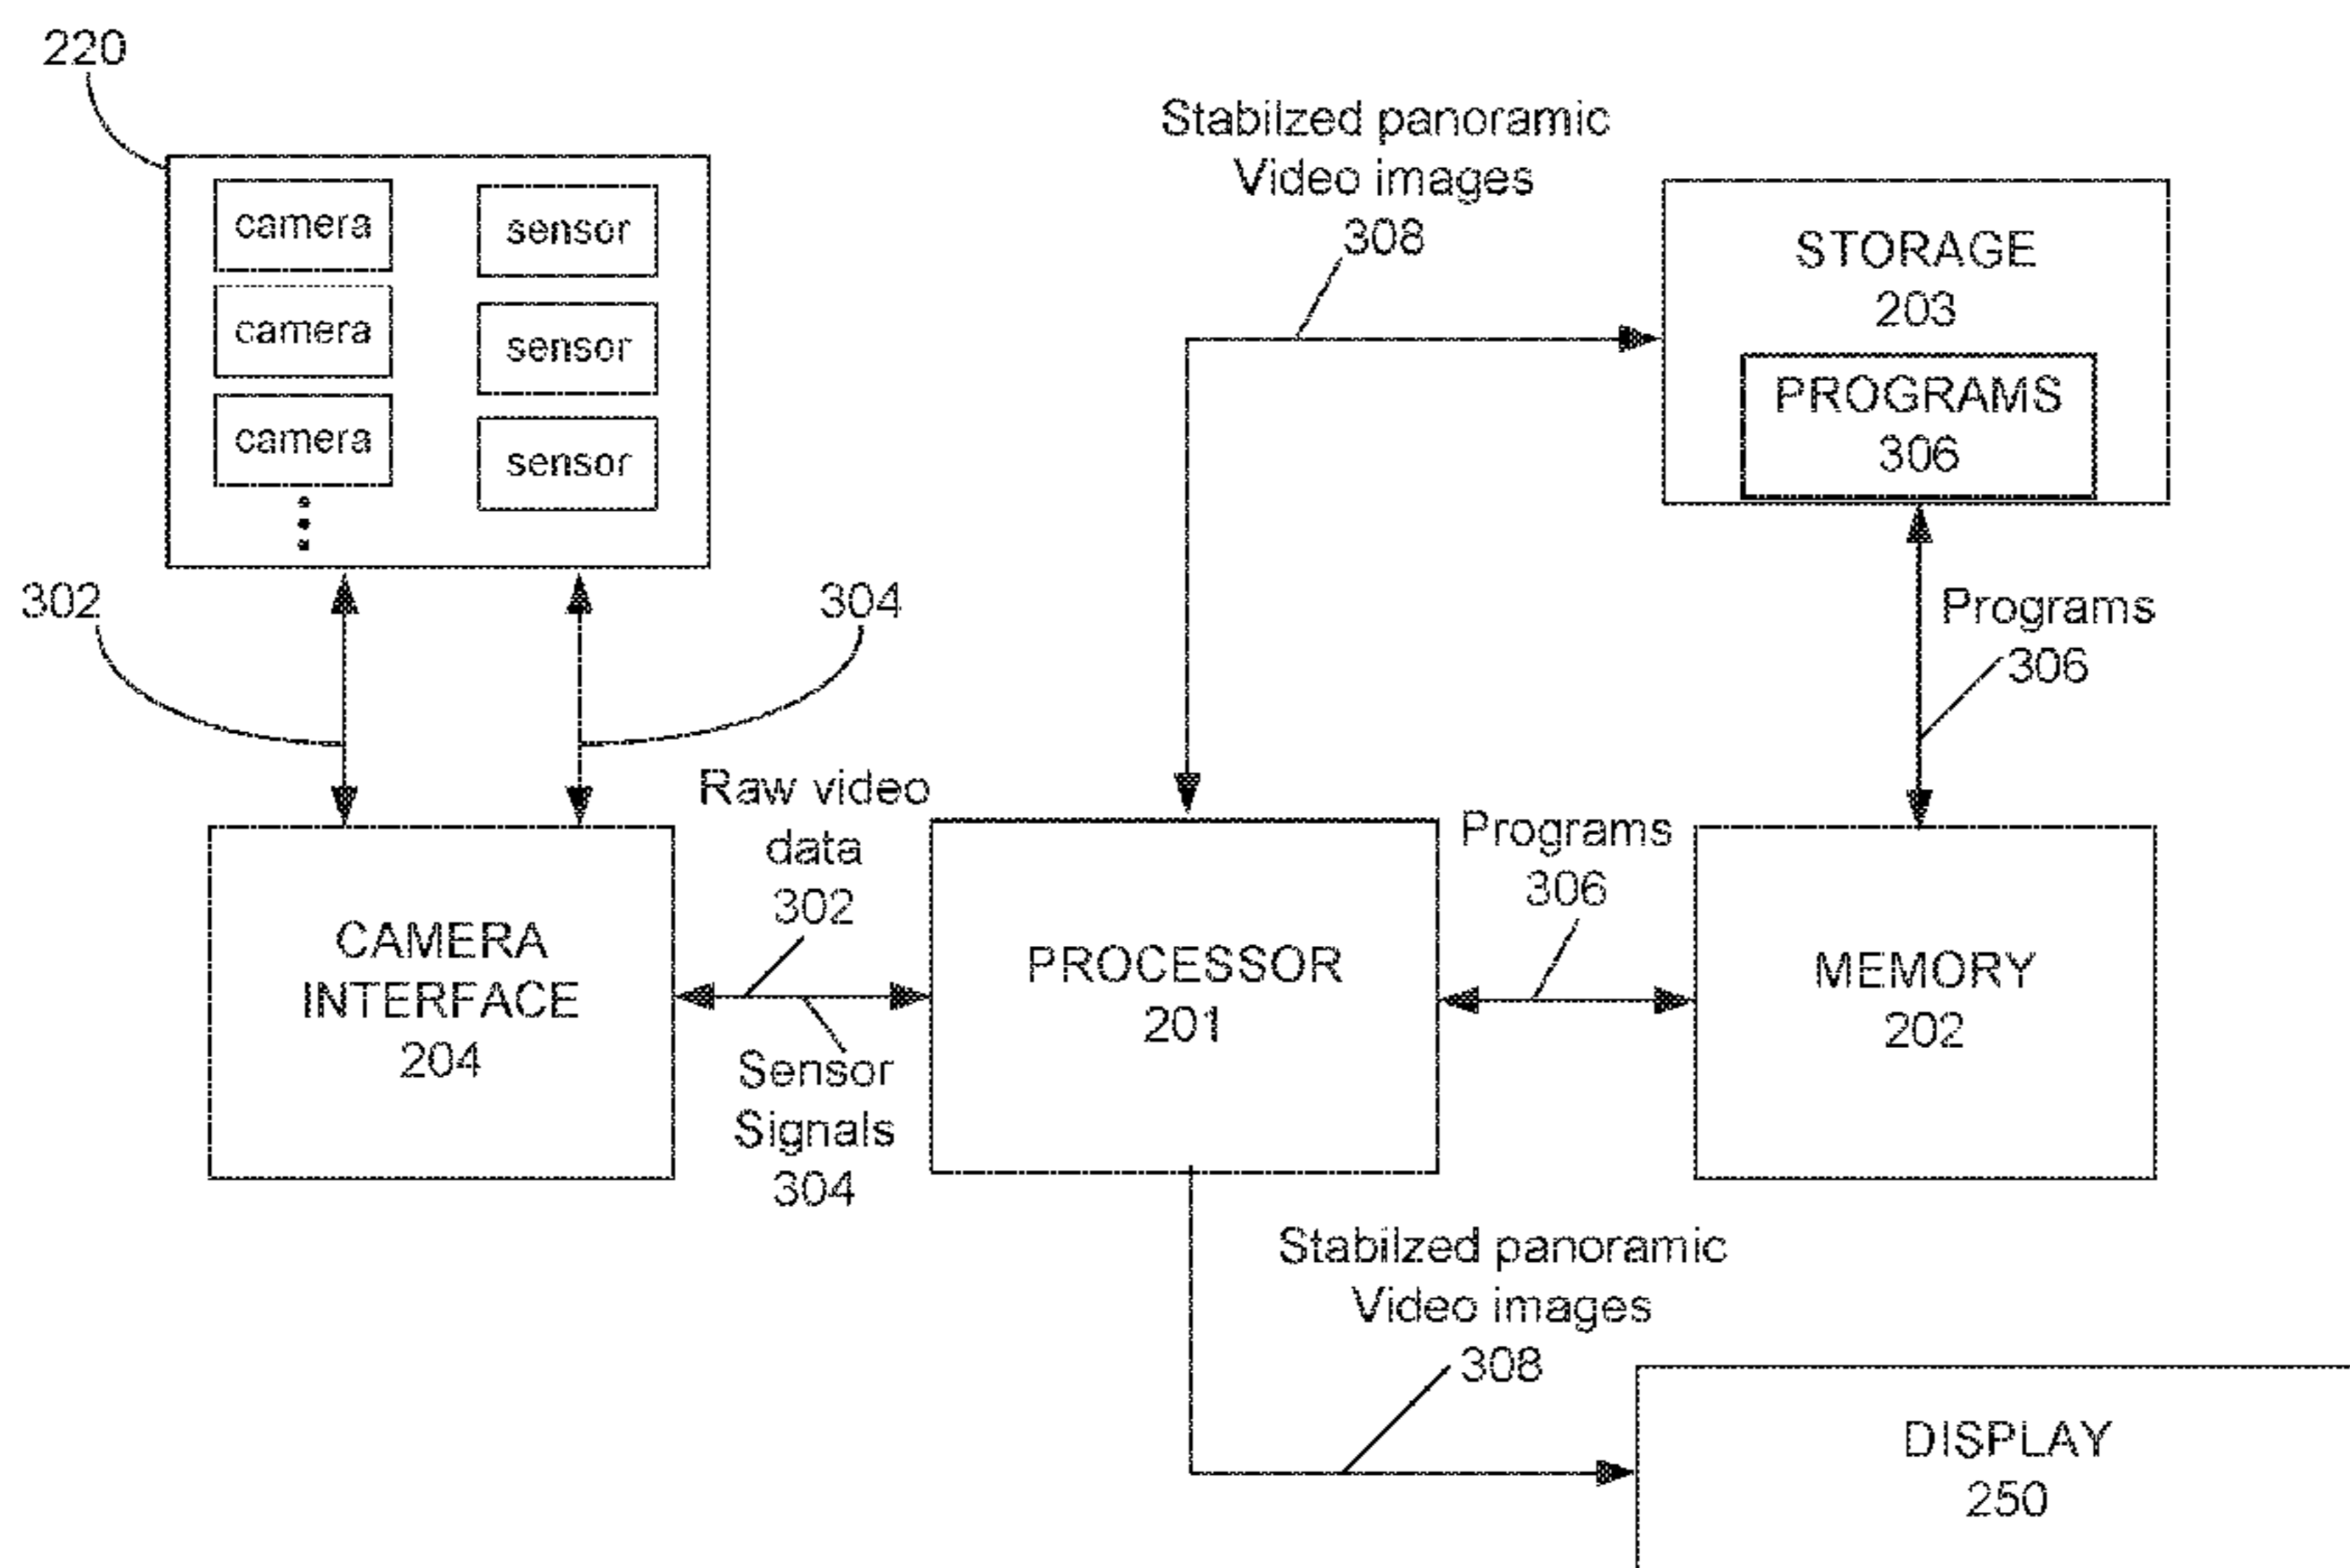 220
camera
camera
camera
sensor
sensor
sensor
302
304
Stabilzed panoramic
Video images
308
STORAGE
203
PROGRAMS
306
Programs
306
CAMERA
INTERFACE
204
Raw video
data
302
Sensor
Signals
304
PROCESSOR
201
Programs
306
MEMORY
202
Stabilzed panoramic
Video images
308
DISPLAY
250